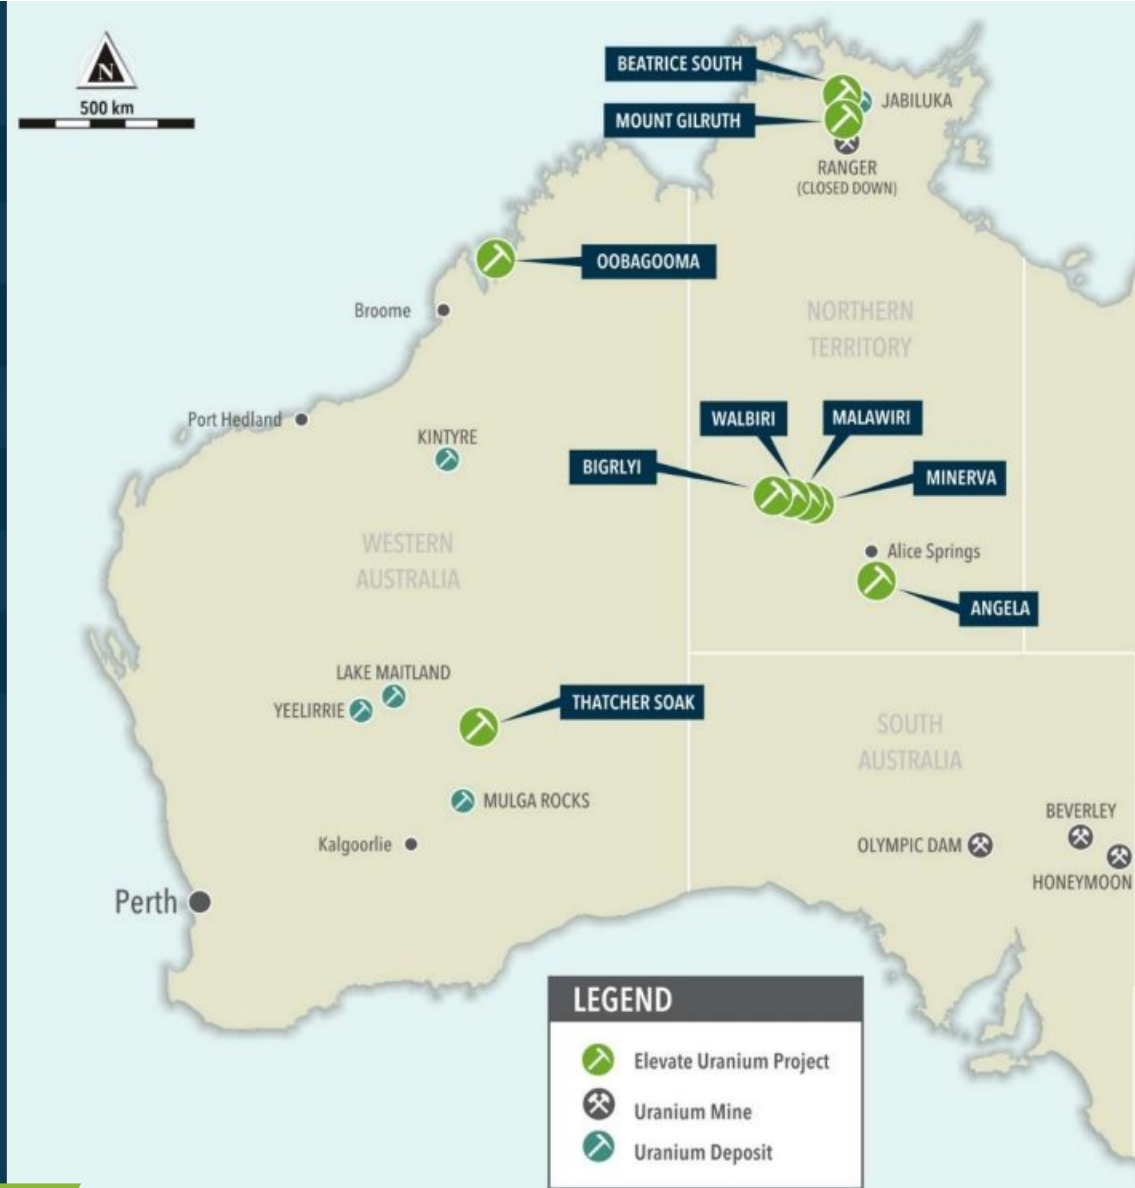 N
500 km
BEATRICE SOUTH
JABILUKA
MOUNT GILRUTH
RANGER
(CLOSED DOWN)
OOBAGOOMA
Broome
NORTHERN
TERRITORY
Port Hedland
KINTYRE
WALBIRI
MALAWIRI
BIGRLYI
MINERVA
WESTERN
AUSTRALIA
Alice Springs
ANGELA
LAKE MAITLAND
YEELIRRIE
THATCHER SOAK
SOUTH
AUSTRALIA
MULGA ROCKS
Kalgoorlie
OLYMPIC DAM
BEVERLEY
HONEYMOON
Perth
LEGEND
Elevate Uranium Project
Uranium Mine
Uranium Deposit